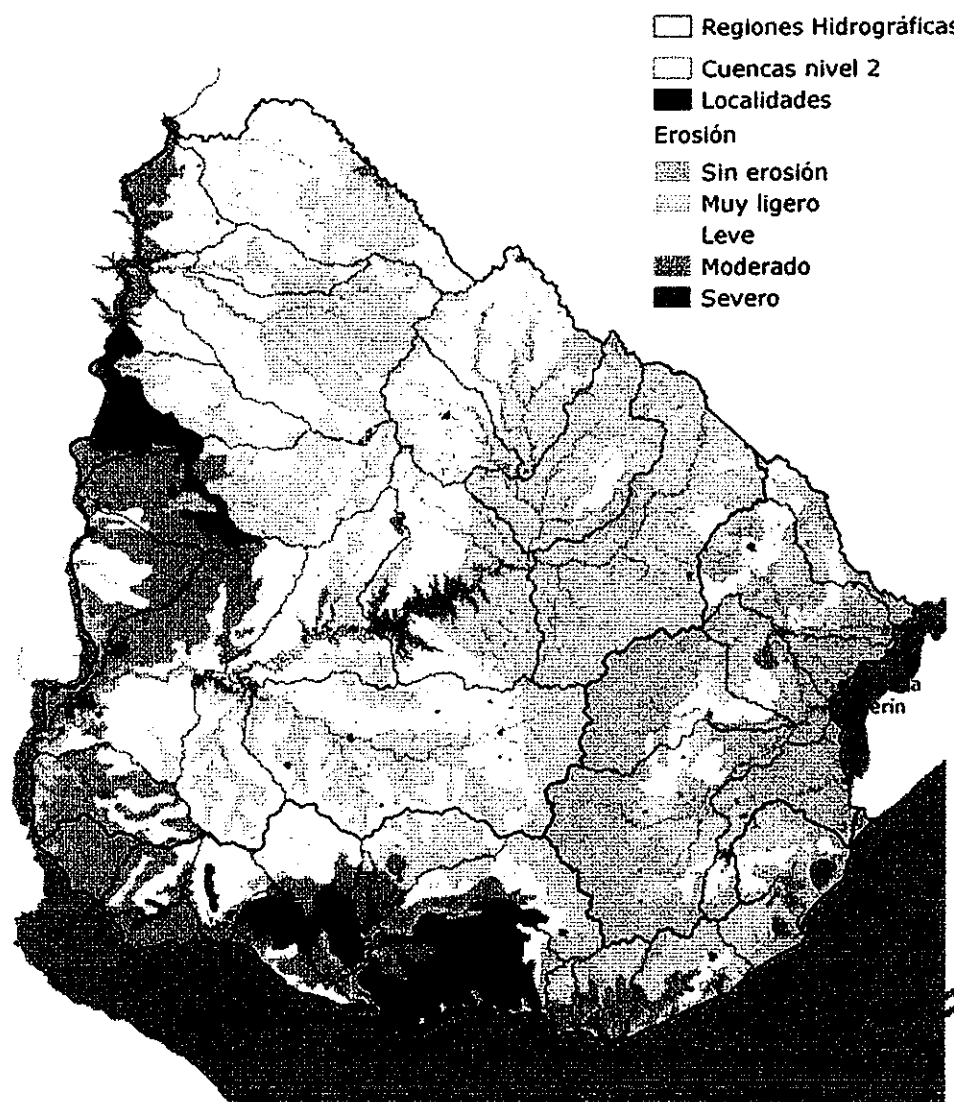 Regiones Hidrográficas
Cuencas nivel 2
Localidades
Erosión
Sin erosión
Muy ligero
Leve
Moderado
Severo